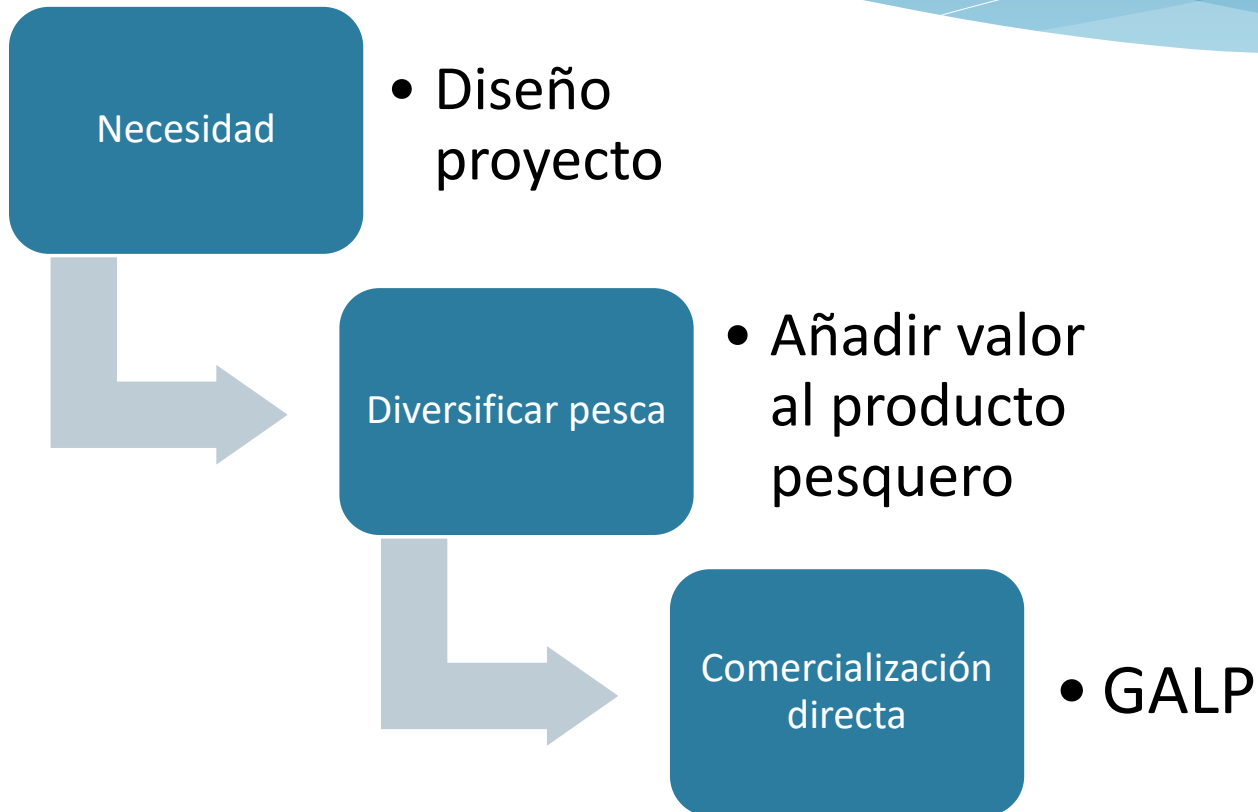 Necesidad
• Diseño
proyecto
Diversificar pesca
• Añadir valor
al producto
pesquero
Comercialización
directa
• GALP